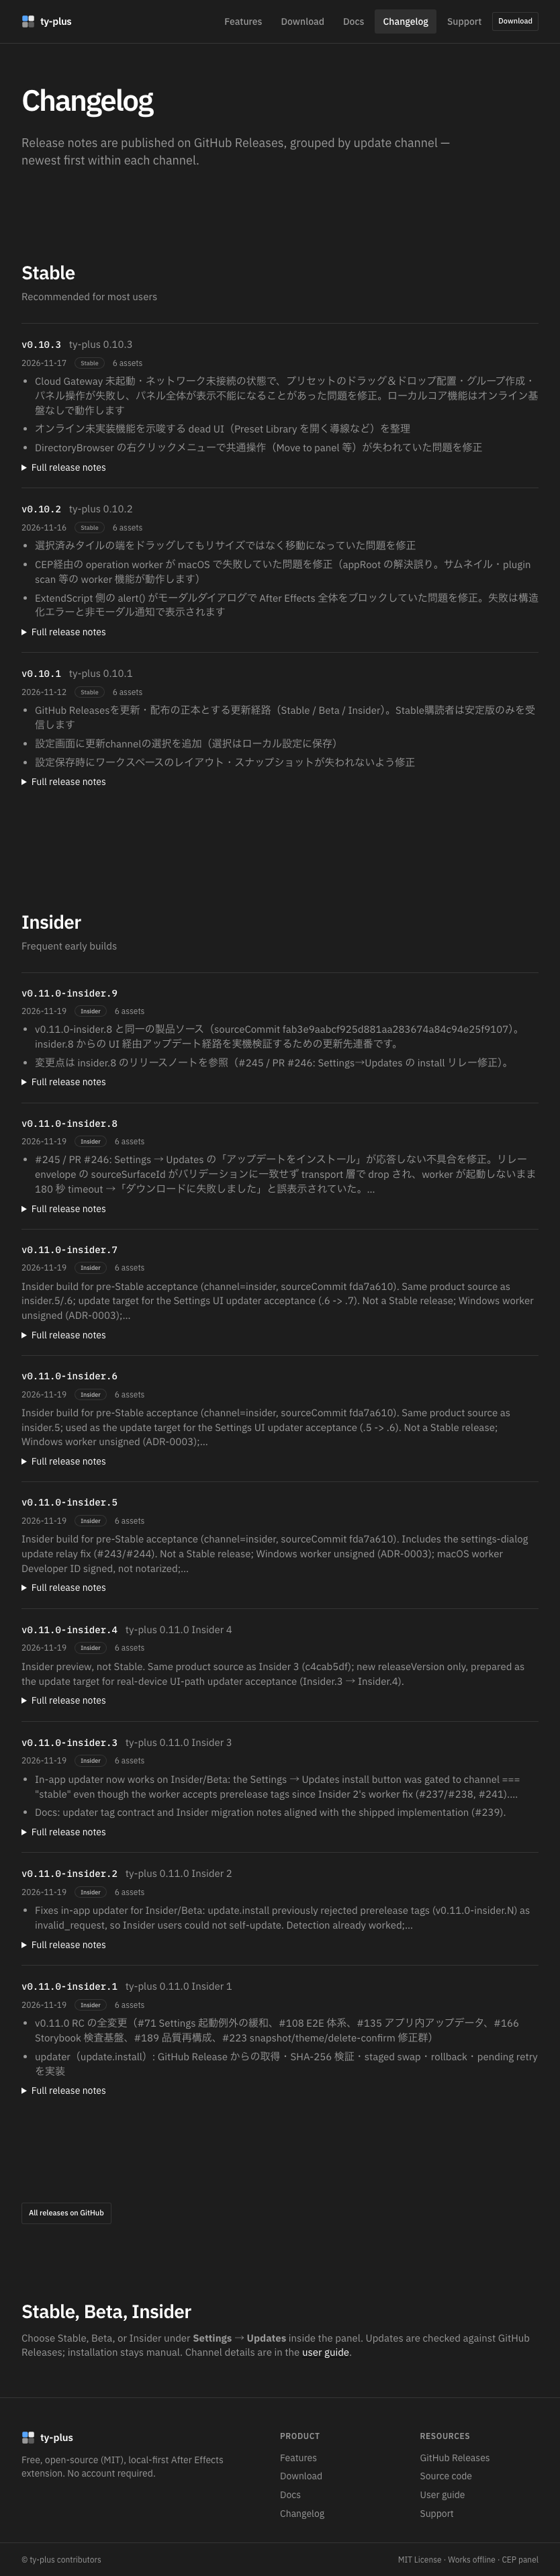 ty-plus
Features
Download
Docs
Changelog
Support
Download
Changelog
Release notes are published on GitHub Releases, grouped by update channel —
newest first within each channel.
Stable
Recommended for most users
v0.10.3 ty-plus 0.10.3
2026-11-17 Stable 6 assets
• Cloud Gateway 未起動・ネットワーク未接続の状態で、プリセットのドラッグ＆ドロップ配置・グループ作成・
パネル操作が失敗し、パネル全体が表示不能になることがあった問題を修正。ローカルコア機能はオンライン基
盤なしで動作します
• オンライン未実装機能を示唆する dead UI（Preset Library を開く導線など）を整理
• DirectoryBrowser の右クリックメニューで共通操作（Move to panel 等）が失われていた問題を修正
▶ Full release notes
v0.10.2 ty-plus 0.10.2
2026-11-16 Stable 6 assets
• 選択済みタイルの端をドラッグしてもリサイズではなく移動になっていた問題を修正
• CEP経由の operation worker が macOS で失敗していた問題を修正（appRoot の解決誤り。サムネイル・plugin
scan 等の worker 機能が動作します）
• ExtendScript 側の alert() がモーダルダイアログで After Effects 全体をブロックしていた問題を修正。失敗は構造
化エラーと非モーダル通知で表示されます
▶ Full release notes
v0.10.1 ty-plus 0.10.1
2026-11-12 Stable 6 assets
• GitHub Releasesを更新・配布の正本とする更新経路（Stable / Beta / Insider）。Stable購読者は安定版のみを受
信します
• 設定画面に更新channelの選択を追加（選択はローカル設定に保存）
• 設定保存時にワークスペースのレイアウト・スナップショットが失われないよう修正
▶ Full release notes
Insider
Frequent early builds
v0.11.0-insider.9
2026-11-19 Insider 6 assets
• v0.11.0-insider.8 と同一の製品ソース（sourceCommit fab3e9aabcf925d881aa283674a84c94e25f9107）。
insider.8 からの UI 経由アップデート経路を実機検証するための更新先連番です。
• 変更点は insider.8 のリリースノートを参照（#245 / PR #246: Settings→Updates の install リレー修正）。
▶ Full release notes
v0.11.0-insider.8
2026-11-19 Insider 6 assets
• #245 / PR #246: Settings → Updates の「アップデートをインストール」が応答しない不具合を修正。リレー
envelope の sourceSurfaceId がバリデーションに一致せず transport 層で drop され、worker が起動しないまま
180 秒 timeout →「ダウンロードに失敗しました」と誤表示されていた。...
▶ Full release notes
v0.11.0-insider.7
2026-11-19 Insider 6 assets
Insider build for pre-Stable acceptance (channel=insider, sourceCommit fda7a610). Same product source as
insider.5/.6; update target for the Settings UI updater acceptance (.6 -> .7). Not a Stable release; Windows worker
unsigned (ADR-0003);...
▶ Full release notes
v0.11.0-insider.6
2026-11-19 Insider 6 assets
Insider build for pre-Stable acceptance (channel=insider, sourceCommit fda7a610). Same product source as
insider.5; used as the update target for the Settings UI updater acceptance (.5 -> .6). Not a Stable release;
Windows worker unsigned (ADR-0003);...
▶ Full release notes
v0.11.0-insider.5
2026-11-19 Insider 6 assets
Insider build for pre-Stable acceptance (channel=insider, sourceCommit fda7a610). Includes the settings-dialog
update relay fix (#243/#244). Not a Stable release; Windows worker unsigned (ADR-0003); macOS worker
Developer ID signed, not notarized;...
▶ Full release notes
v0.11.0-insider.4 ty-plus 0.11.0 Insider 4
2026-11-19 Insider 6 assets
Insider preview, not Stable. Same product source as Insider 3 (c4cab5df); new releaseVersion only, prepared as
the update target for real-device UI-path updater acceptance (Insider.3 → Insider.4).
▶ Full release notes
v0.11.0-insider.3 ty-plus 0.11.0 Insider 3
2026-11-19 Insider 6 assets
• In-app updater now works on Insider/Beta: the Settings → Updates install button was gated to channel ===
"stable" even though the worker accepts prerelease tags since Insider 2's worker fix (#237/#238, #241)....
• Docs: updater tag contract and Insider migration notes aligned with the shipped implementation (#239).
▶ Full release notes
v0.11.0-insider.2 ty-plus 0.11.0 Insider 2
2026-11-19 Insider 6 assets
• Fixes in-app updater for Insider/Beta: update.install previously rejected prerelease tags (v0.11.0-insider.N) as
invalid_request, so Insider users could not self-update. Detection already worked;...
▶ Full release notes
v0.11.0-insider.1 ty-plus 0.11.0 Insider 1
2026-11-19 Insider 6 assets
• v0.11.0 RC の全変更（#71 Settings 起動例外の緩和、#108 E2E 体系、#135 アプリ内アップデータ、#166
Storybook 検査基盤、#189 品質再構成、#223 snapshot/theme/delete-confirm 修正群）
• updater（update.install）: GitHub Release からの取得・SHA-256 検証・staged swap・rollback・pending retry
を実装
▶ Full release notes
All releases on GitHub
Stable, Beta, Insider
Choose Stable, Beta, or Insider under Settings → Updates inside the panel. Updates are checked against GitHub
Releases; installation stays manual. Channel details are in the user guide.
ty-plus
Free, open-source (MIT), local-first After Effects
extension. No account required.
PRODUCT
Features
Download
Docs
Changelog
RESOURCES
GitHub Releases
Source code
User guide
Support
© ty-plus contributors
MIT License · Works offline · CEP panel